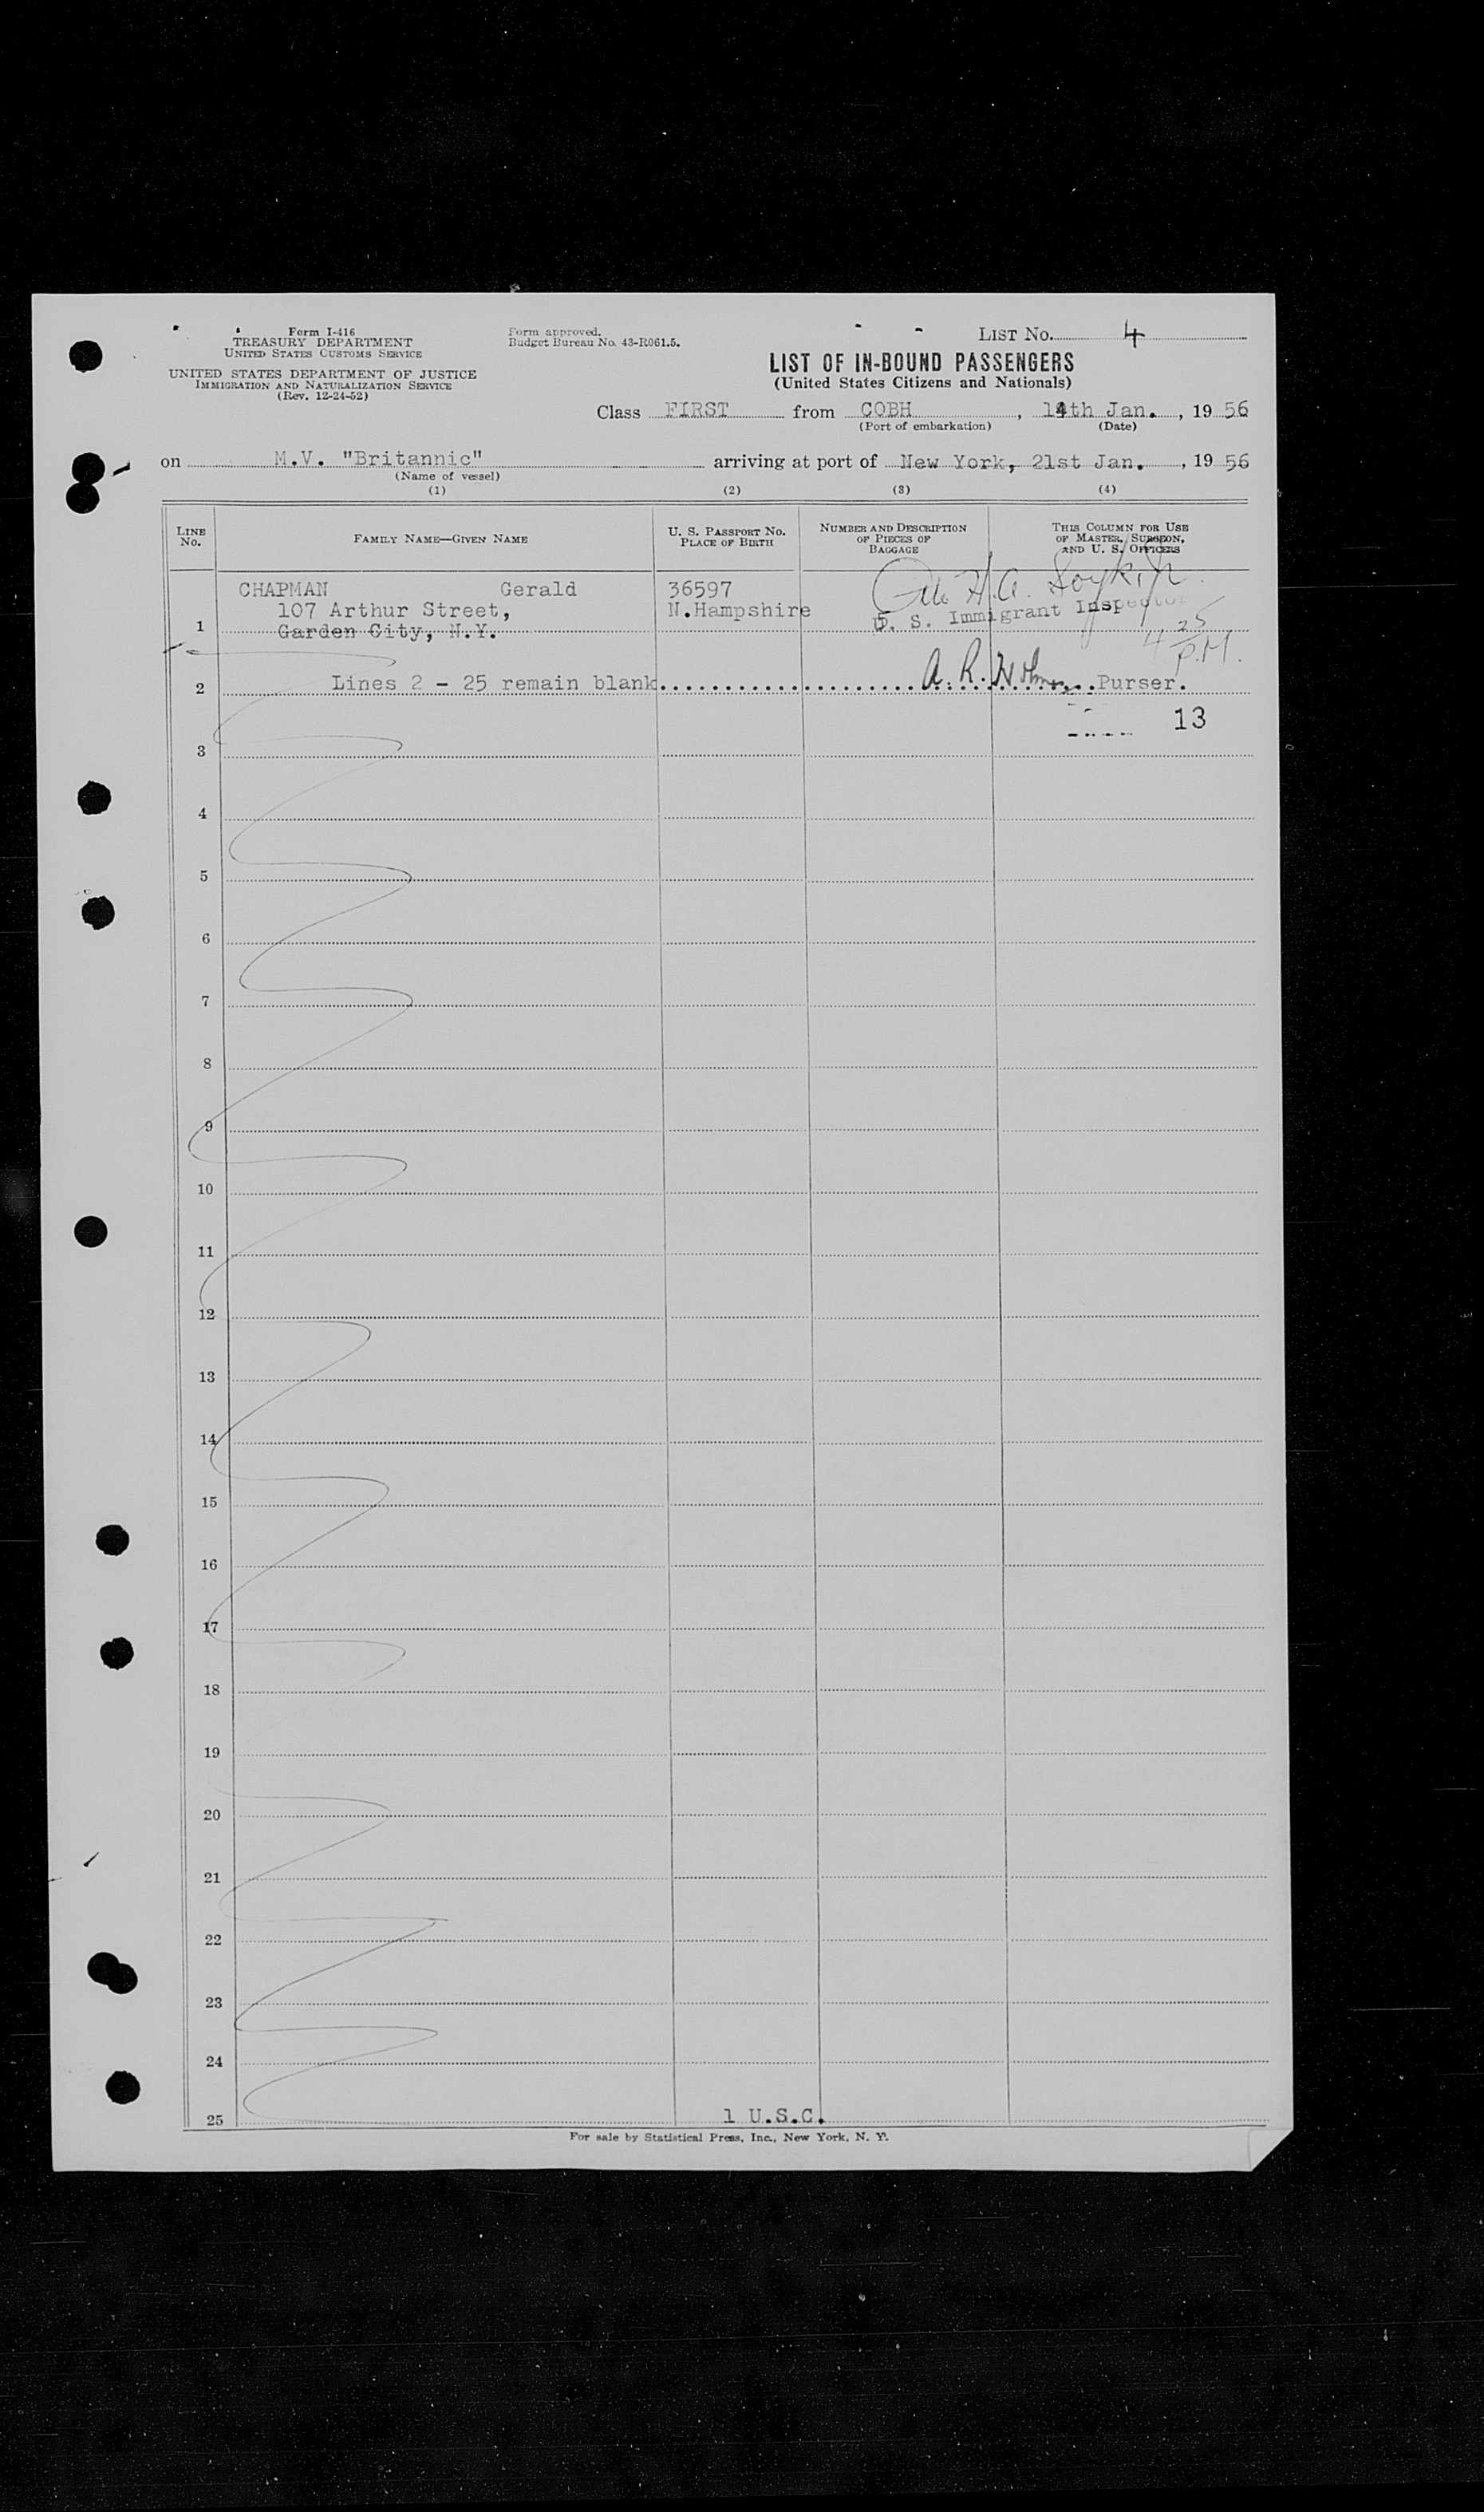 Form I-416
TREASURY DEPARTMENT
UNITED STATES CUSTOMS SERVICE
UNITED STATES DEPARTMENT OF JUSTICE
IMMIGRATION AND NATURALIZATION SERVICE
(Rev. 12-24-52)
Form approved.
Budget Bureau No. 43-R061.5.
LIST NO. 4
LIST OF IN-BOUND PASSENGERS
(United States Citizens and Nationals)
Class FIRST from COBH, 14th Jan., 1956
(Port of embarkation) (Date)
on M.V. "Britannic" arriving at port of New York, 21st Jan., 1956
(Name of vessel)
(1) (2) (3) (4)
LINE NO. FAMILY NAME—GIVEN NAME U. S. PASSPORT NO. PLACE OF BIRTH NUMBER AND DESCRIPTION OF PIECES OF BAGGAGE THIS COLUMN FOR USE OF MASTER, SURGEON, AND U. S. OFFICERS
CHAPMAN Gerald 36597
107 Arthur Street, N.Hampshire
U. S. Immigrant Inspector
1 Garden City, N.Y.
4 25 P.M.
2 Lines 2 - 25 remain blank. A. R. Purser.
13
3
4
5
6
7
8
9
10
11
12
13
14
15
16
17
18
19
20
21
22
23
24
25 1 U.S.C.
For sale by Statistical Press, Inc., New York, N. Y.